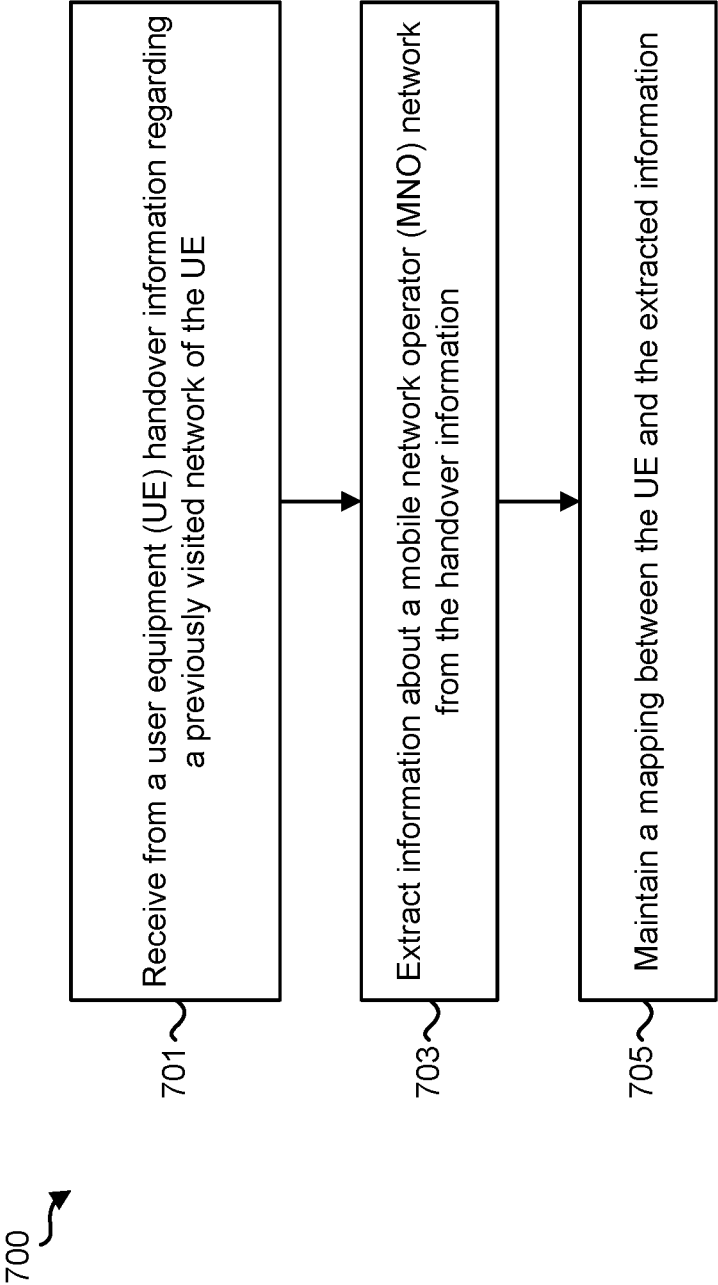 700
701
Receive from a user equipment (UE) handover information regarding
a previously visited network of the UE
703
Extract information about a mobile network operator (MNO) network
from the handover information
705
Maintain a mapping between the UE and the extracted information